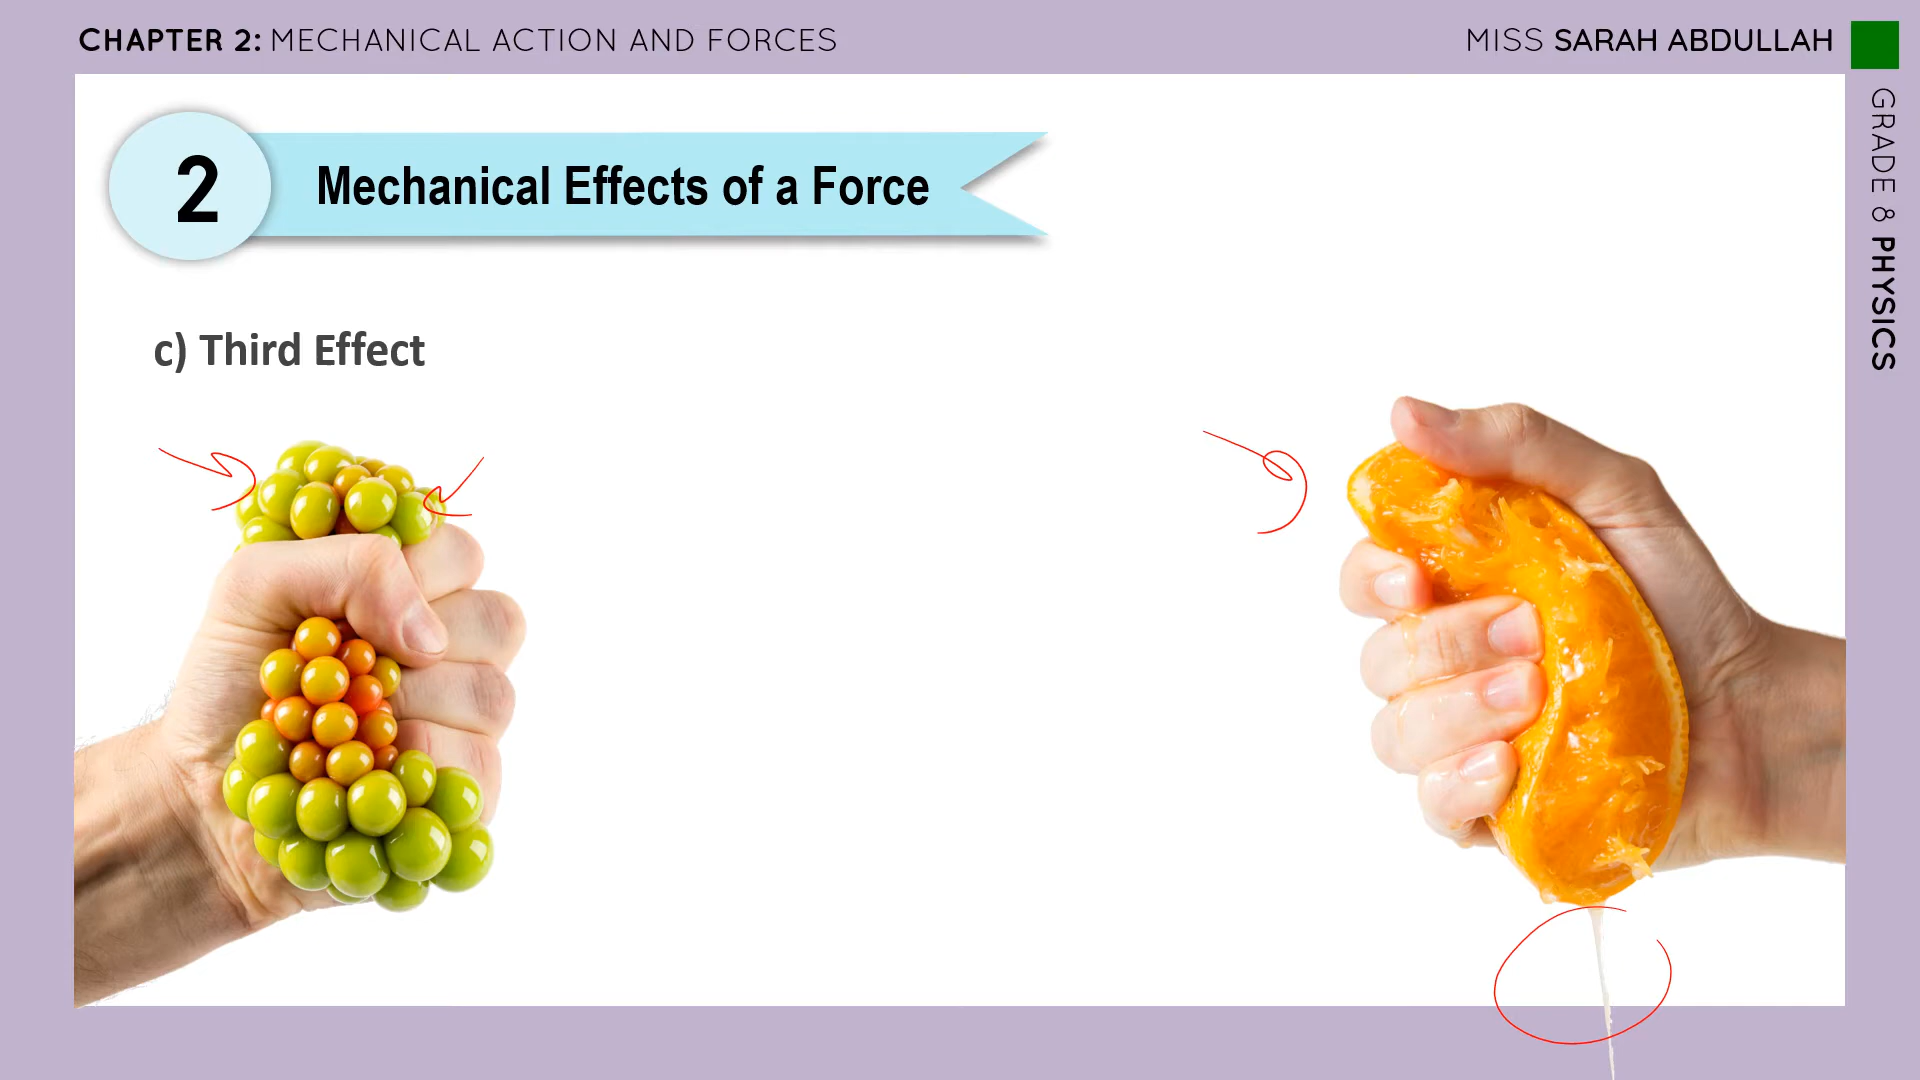 CHAPTER 2: MECHANICAL ACTION AND FORCES
MISS SARAH ABDULLAH
GRADE 8 PHYSICS
2
Mechanical Effects of a Force
c) Third Effect